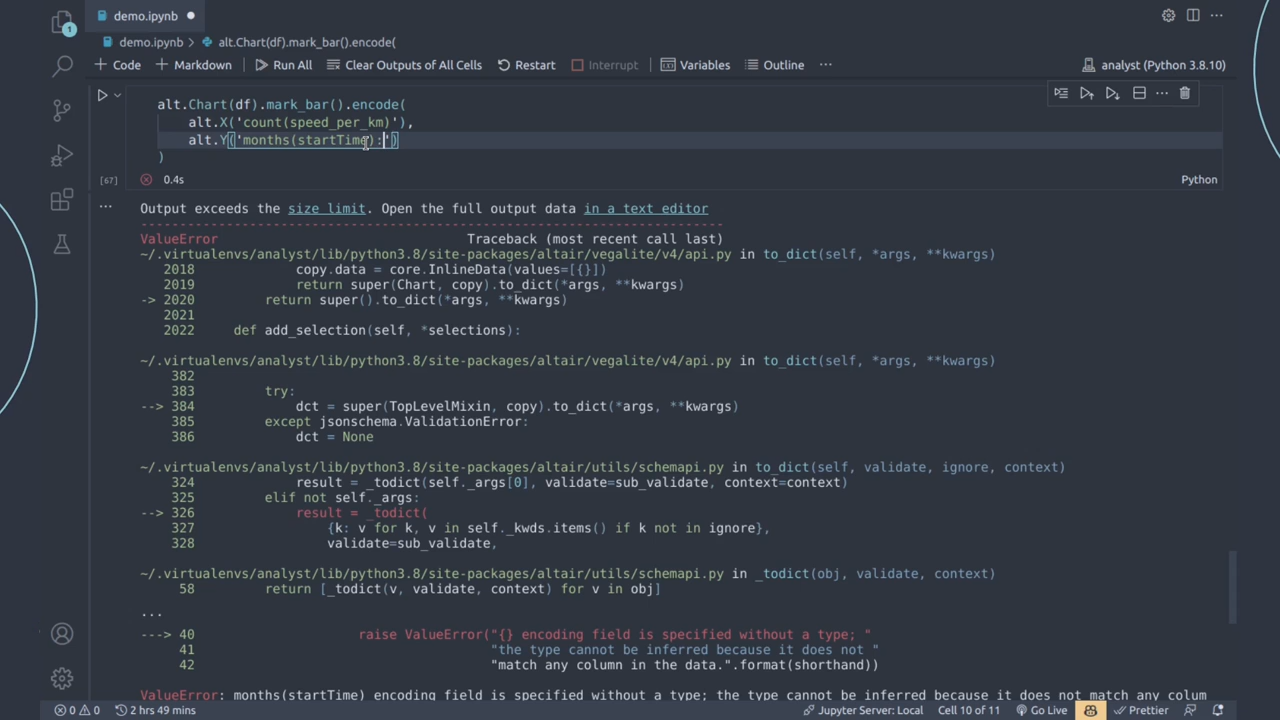 demo.ipynb
demo.ipynb > alt.Chart(df).mark_bar().encode(
+ Code + Markdown Run All Clear Outputs of All Cells Restart Interrupt Variables Outline ··· analyst (Python 3.8.10)
1
alt.Chart(df).mark_bar().encode(
alt.X('count(speed_per_km)'),
alt.Y('months(startTime):')
)
[67] 0.4s Python
··· Output exceeds the size limit. Open the full output data in a text editor
---------------------------------------------------------------------------
ValueError Traceback (most recent call last)
~/.virtualenvs/analyst/lib/python3.8/site-packages/altair/vegalite/v4/api.py in to_dict(self, *args, **kwargs)
2018 copy.data = core.InlineData(values=[{}])
2019 return super(Chart, copy).to_dict(*args, **kwargs)
-> 2020 return super().to_dict(*args, **kwargs)
2021
2022 def add_selection(self, *selections):
~/.virtualenvs/analyst/lib/python3.8/site-packages/altair/vegalite/v4/api.py in to_dict(self, *args, **kwargs)
382
383 try:
--> 384 dct = super(TopLevelMixin, copy).to_dict(*args, **kwargs)
385 except jsonschema.ValidationError:
386 dct = None
~/.virtualenvs/analyst/lib/python3.8/site-packages/altair/utils/schemapi.py in to_dict(self, validate, ignore, context)
324 result = _todict(self._args[0], validate=sub_validate, context=context)
325 elif not self._args:
--> 326 result = _todict(
327 {k: v for k, v in self._kwds.items() if k not in ignore},
328 validate=sub_validate,
~/.virtualenvs/analyst/lib/python3.8/site-packages/altair/utils/schemapi.py in _todict(obj, validate, context)
58 return [_todict(v, validate, context) for v in obj]
...
---> 40 raise ValueError("{} encoding field is specified without a type; "
41 "the type cannot be inferred because it does not "
42 "match any column in the data.".format(shorthand))
ValueError: months(startTime) encoding field is specified without a type; the type cannot be inferred because it does not match any colum
0 0 2 hrs 49 mins Jupyter Server: Local Cell 10 of 11 Go Live Prettier